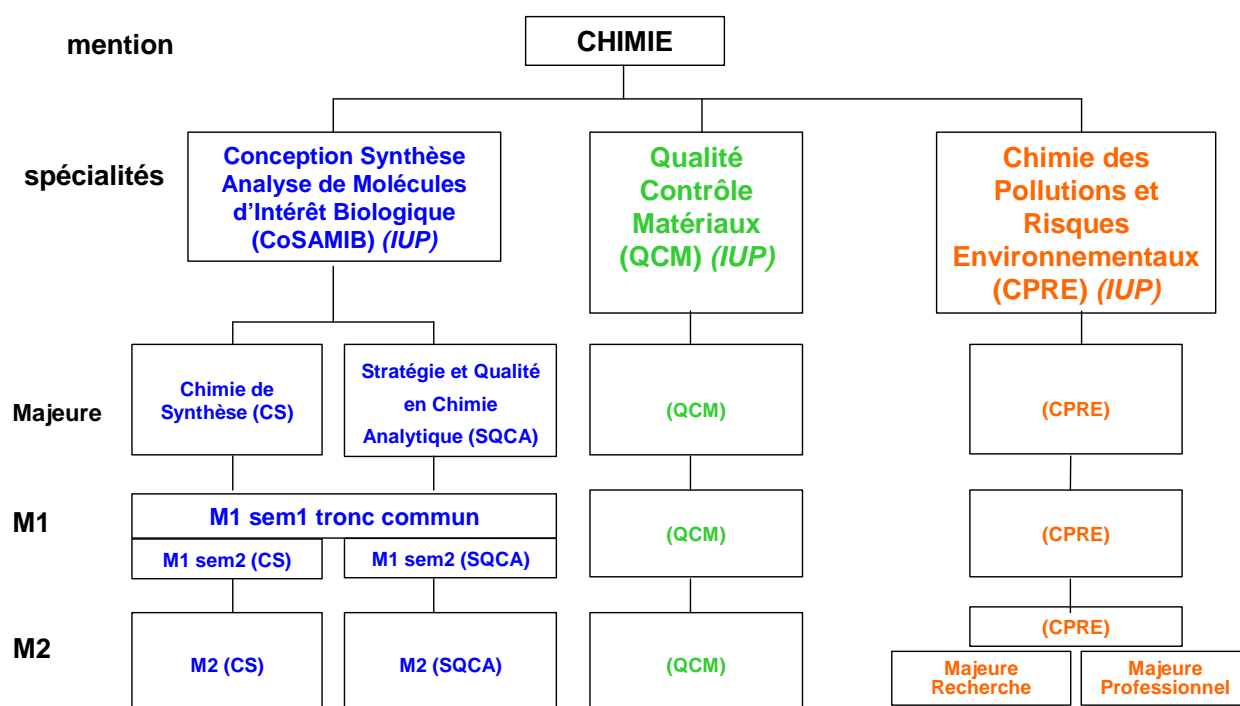 mention
CHIMIE
spécialités
Conception Synthèse
Analyse de Molécules
d'Intérêt Biologique
(CoSAMIB) (IUP)
Qualité
Contrôle
Matériaux
(QCM) (IUP)
Chimie des
Pollutions et
Risques
Environnementaux
(CPRE) (IUP)
Majeure
Chimie de
Synthèse (CS)
Stratégie et Qualité
en Chimie
Analytique (SQCA)
(QCM)
(CPRE)
M1
M1 sem1 tronc commun
M1 sem2 (CS)
M1 sem2 (SQCA)
(QCM)
(CPRE)
M2
M2 (CS)
M2 (SQCA)
(QCM)
(CPRE)
Majeure
Recherche
Majeure
Professionnel